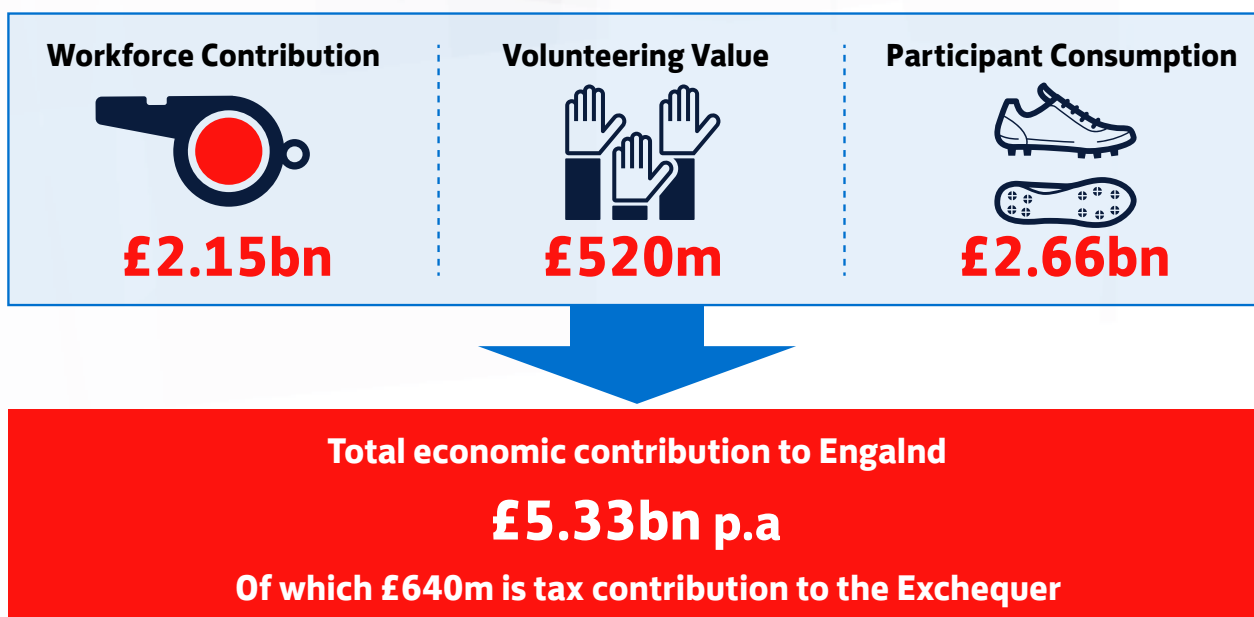 Workforce Contribution
£2.15bn
Volunteering Value
£520m
Participant Consumption
£2.66bn
Total economic contribution to Engalnd
£5.33bn p.a
Of which £640m is tax contribution to the Exchequer